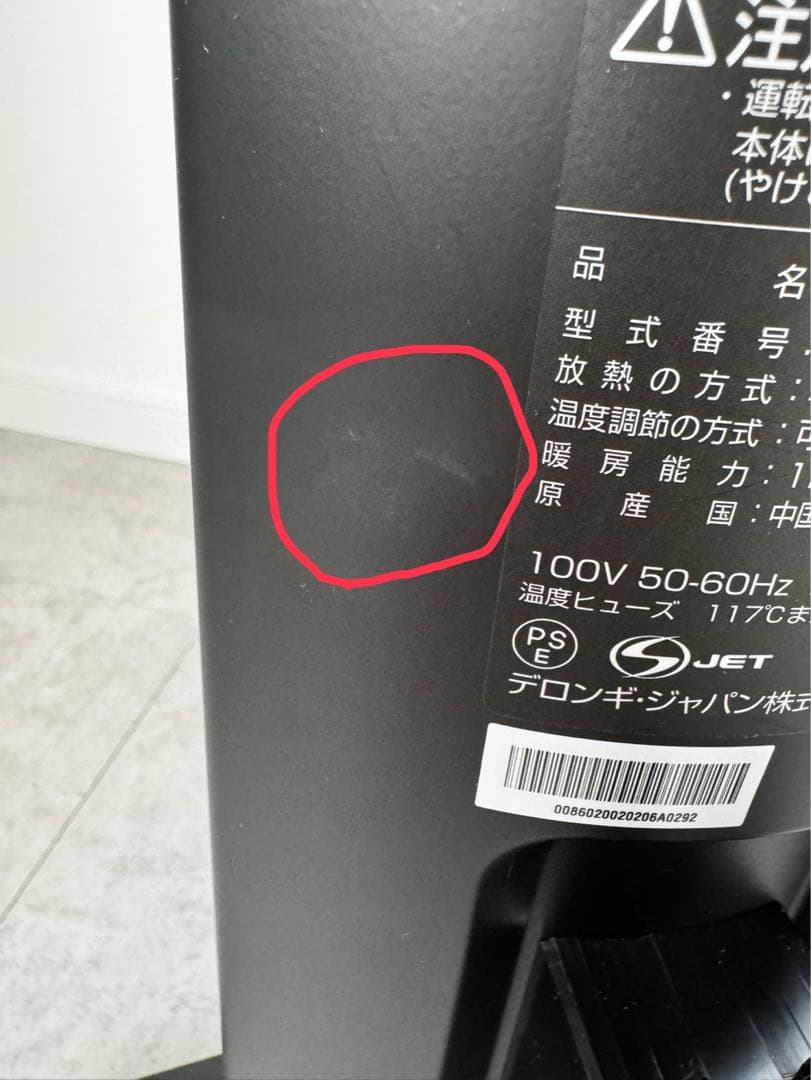 注
・運転
本体
(やけ
品 名
型式番号:
放熱の方式:
温度調節の方式:可
暖房能力:1
原産国:中国
100V 50-60Hz
温度ヒューズ 117℃ま
PSE
JET
デロンギ・ジャパン株式
0086020020206A0292